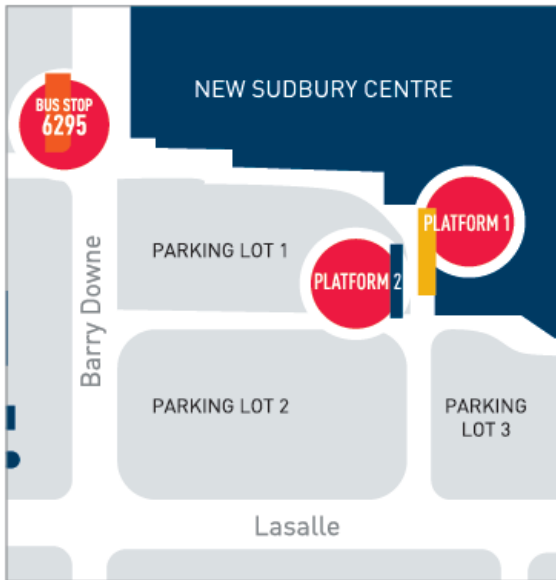 NEW SUDBURY CENTRE
BUS STOP
6295
PLATFORM 1
PARKING LOT 1
PLATFORM 2
Barry Downe
PARKING LOT 2
PARKING
LOT 3
Lasalle